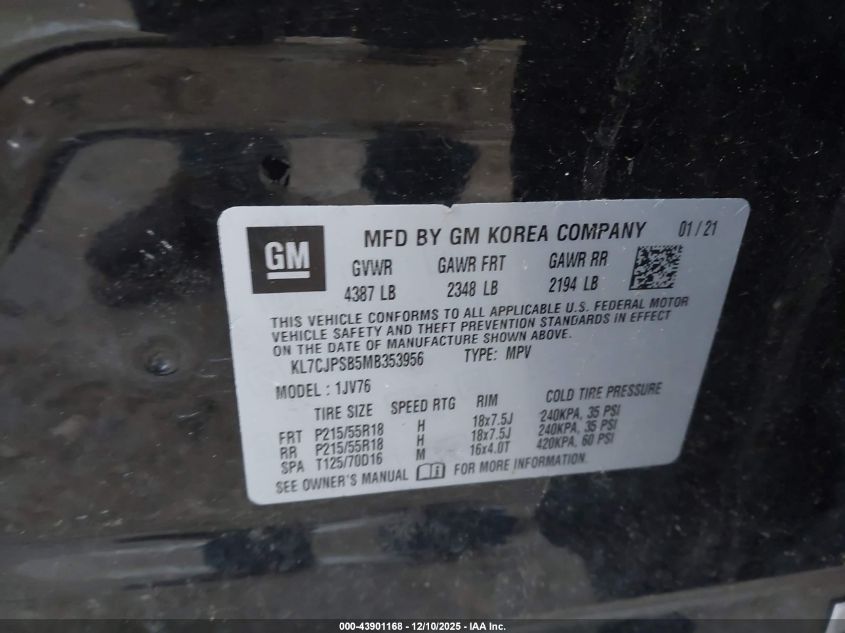 GM
MFD BY GM KOREA COMPANY 01 / 21
GVWR GAWR FRT GAWR RR
4387 LB 2348 LB 2194 LB
THIS VEHICLE CONFORMS TO ALL APPLICABLE U.S. FEDERAL MOTOR
VEHICLE SAFETY AND THEFT PREVENTION STANDARDS IN EFFECT
ON THE DATE OF MANUFACTURE SHOWN ABOVE.
KL7CJPSB5MB353956 TYPE: MPV
MODEL: 1JV76
TIRE SIZE SPEED RTG RIM COLD TIRE PRESSURE
FRT P215/55R18 H 18x7.5J 240KPA, 35 PSI
RR P215/55R18 H 18x7.5J 240KPA, 35 PSI
SPA T125/70D16 M 16x4.0T 420KPA, 60 PSI
SEE OWNER'S MANUAL FOR MORE INFORMATION.
000-43901168 - 12/10/2025 - IAA Inc.